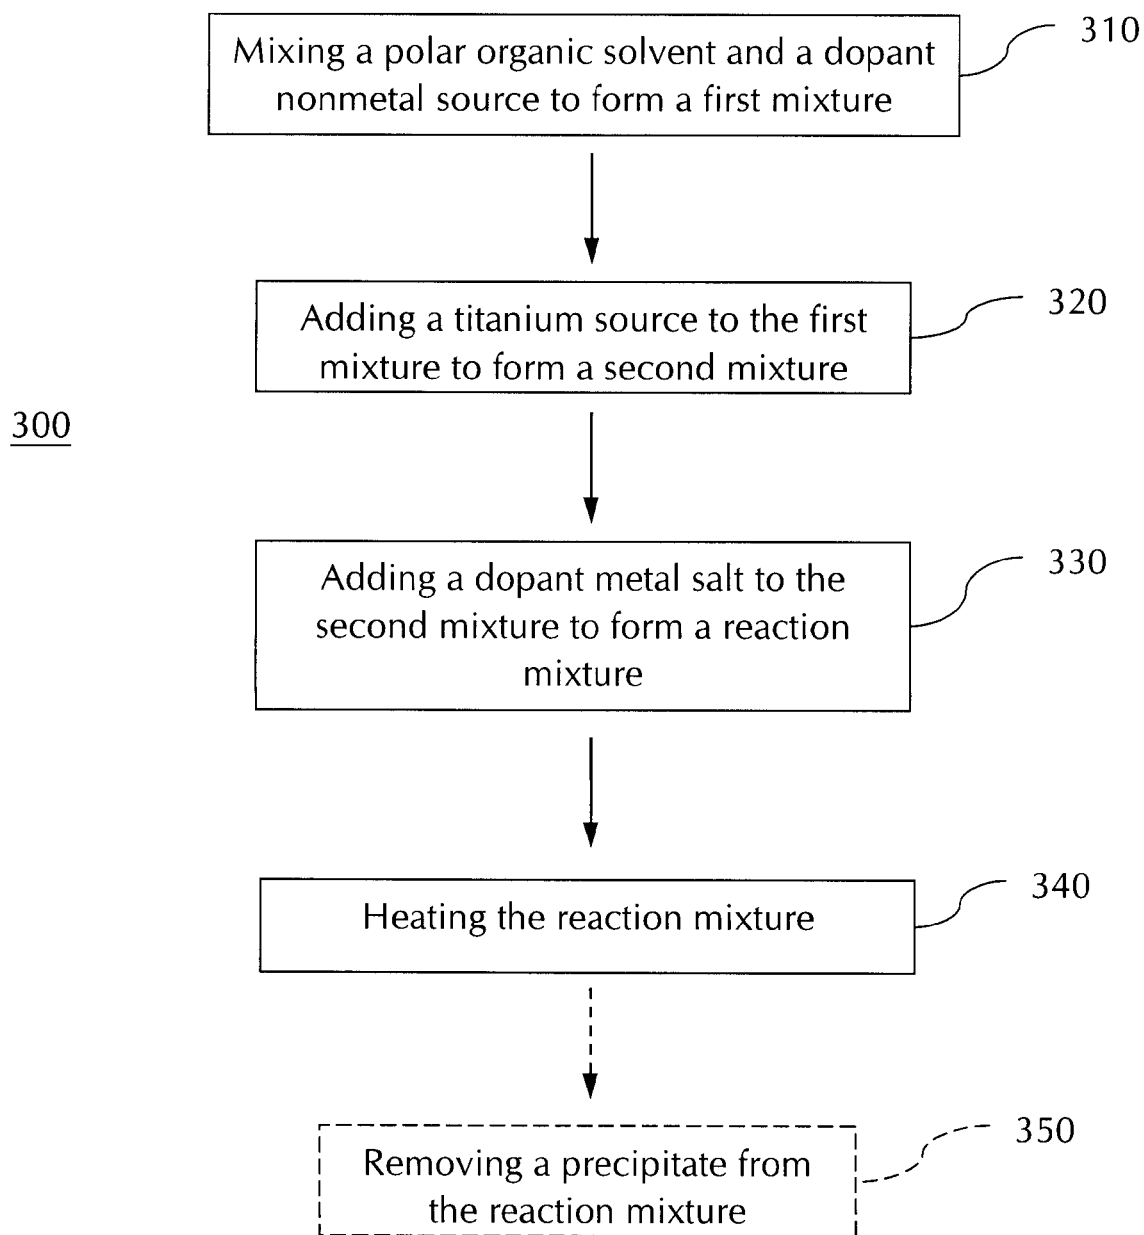 310
Mixing a polar organic solvent and a dopant
nonmetal source to form a first mixture
320
Adding a titanium source to the first
mixture to form a second mixture
300
330
Adding a dopant metal salt to the
second mixture to form a reaction
mixture
340
Heating the reaction mixture
350
Removing a precipitate from
the reaction mixture